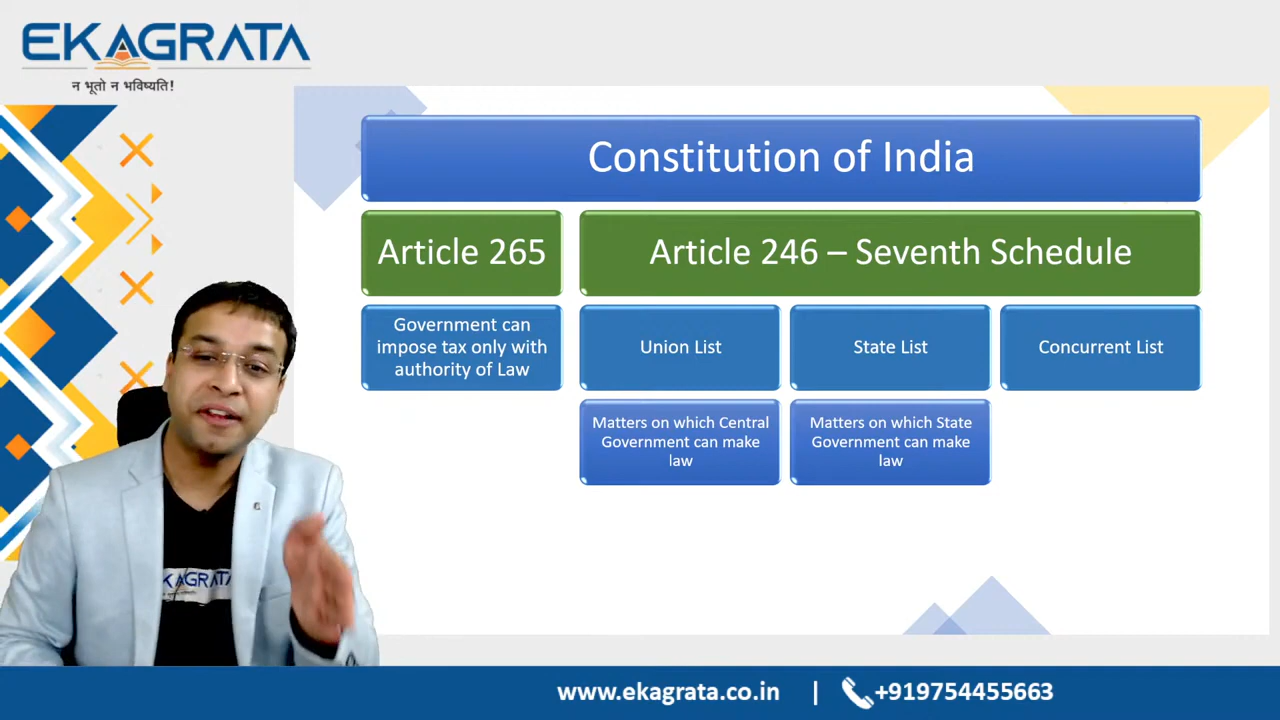 EKAGRATA
न भूतो न भविष्यति!
Constitution of India
Article 265
Article 246 – Seventh Schedule
Government can
impose tax only with
authority of Law
Union List
State List
Concurrent List
Matters on which Central
Government can make
law
Matters on which State
Government can make
law
KAGRATA
www.ekagrata.co.in | +919754455663